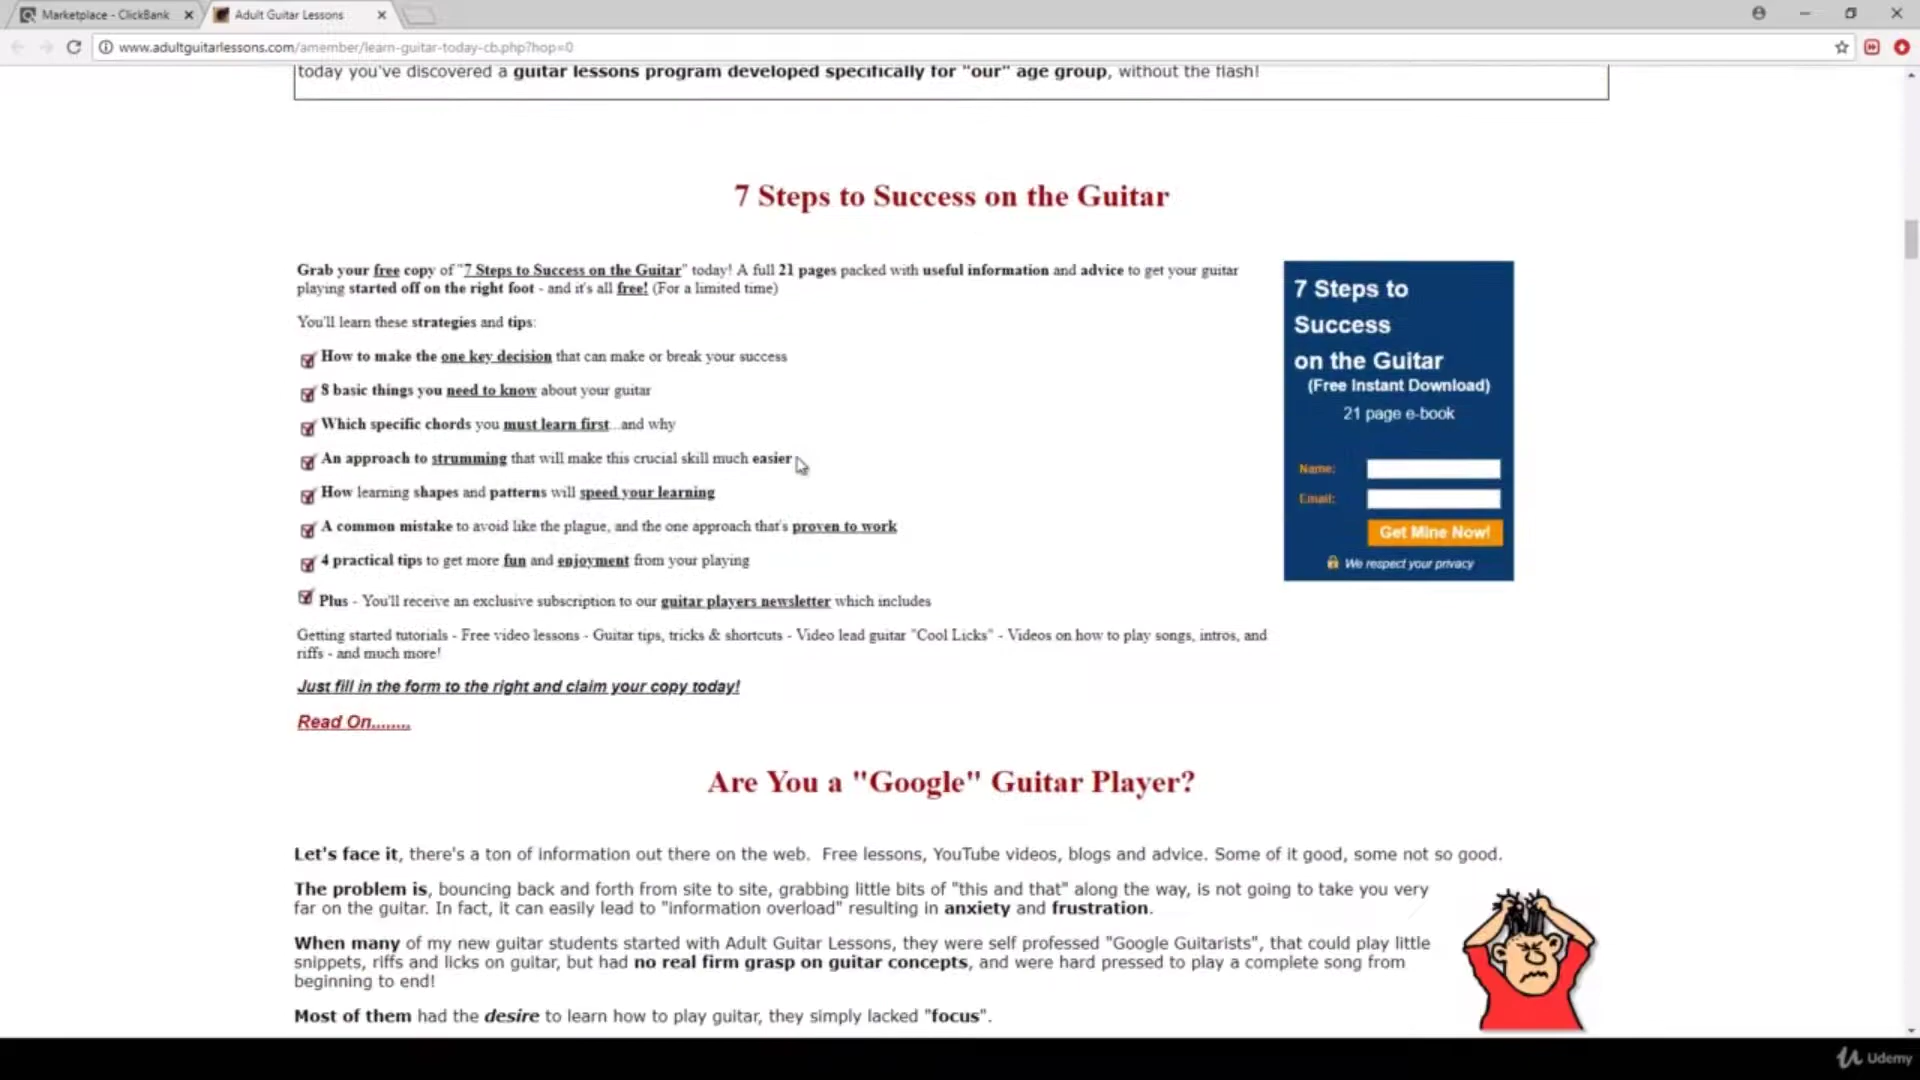 Marketplace - ClickBank
Adult Guitar Lessons
www.adultguitarlessons.com/amember/learn-guitar-today-cb.php?hop=0
today you've discovered a guitar lessons program developed specifically for "our" age group, without the flash!
7 Steps to Success on the Guitar
Grab your free copy of "7 Steps to Success on the Guitar" today! A full 21 pages packed with useful information and advice to get your guitar
playing started off on the right foot - and it's all free! (For a limited time)
You'll learn these strategies and tips:
How to make the one key decision that can make or break your success
8 basic things you need to know about your guitar
Which specific chords you must learn first...and why
An approach to strumming that will make this crucial skill much easier
How learning shapes and patterns will speed your learning
A common mistake to avoid like the plague, and the one approach that's proven to work
4 practical tips to get more fun and enjoyment from your playing
Plus - You'll receive an exclusive subscription to our guitar players newsletter which includes
Getting started tutorials - Free video lessons - Guitar tips, tricks & shortcuts - Video lead guitar "Cool Licks" - Videos on how to play songs, intros, and
riffs - and much more!
Just fill in the form to the right and claim your copy today!
Read On........
7 Steps to
Success
on the Guitar
(Free Instant Download)
21 page e-book
Name:
Email:
Get Mine Now!
We respect your privacy
Are You a "Google" Guitar Player?
Let's face it, there's a ton of information out there on the web. Free lessons, YouTube videos, blogs and advice. Some of it good, some not so good.
The problem is, bouncing back and forth from site to site, grabbing little bits of "this and that" along the way, is not going to take you very
far on the guitar. In fact, it can easily lead to "information overload" resulting in anxiety and frustration.
When many of my new guitar students started with Adult Guitar Lessons, they were self professed "Google Guitarists", that could play little
snippets, riffs and licks on guitar, but had no real firm grasp on guitar concepts, and were hard pressed to play a complete song from
beginning to end!
Most of them had the desire to learn how to play guitar, they simply lacked "focus".
Udemy